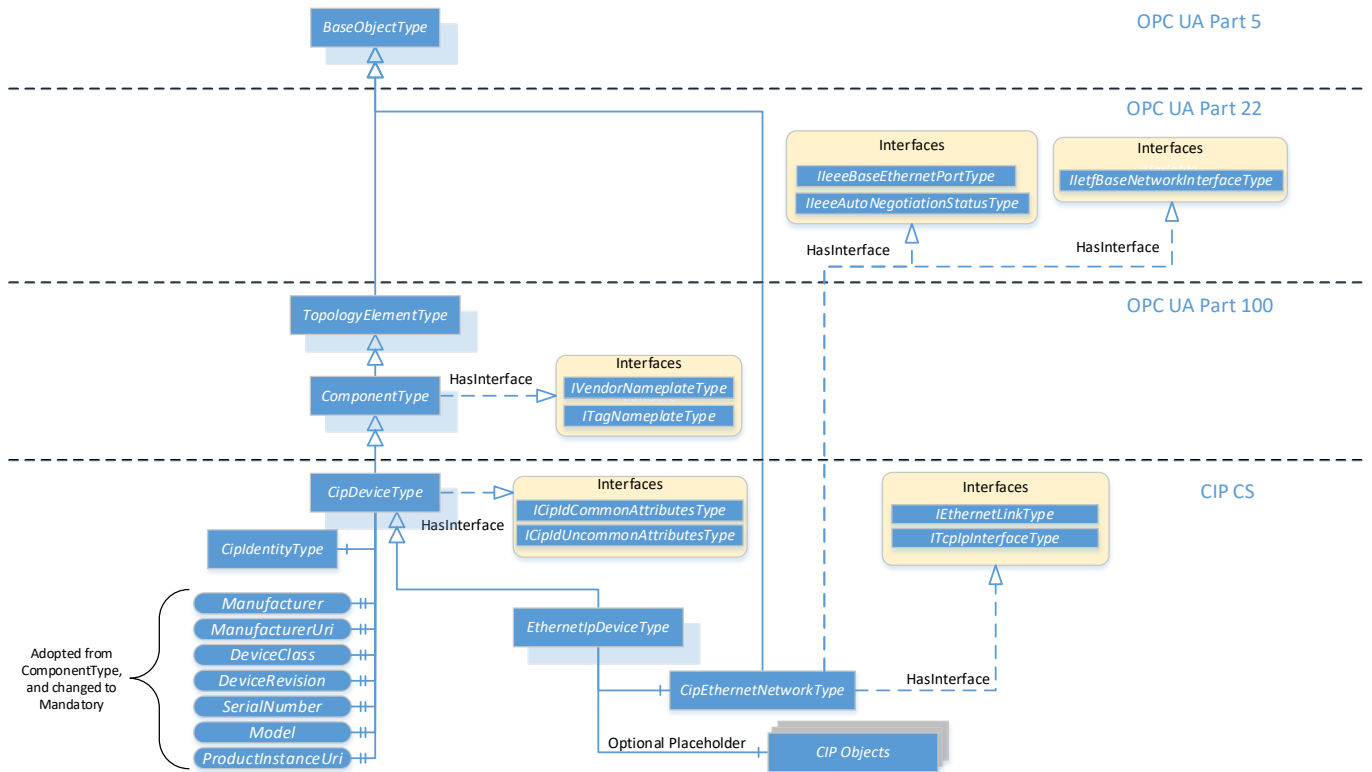 BaseObjectType
OPC UA Part 5
OPC UA Part 22
Interfaces
IIeeeBaseEthernetPortType
IIeeeAutoNegotiationStatusType
Interfaces
IIetfBaseNetworkInterfaceType
HasInterface
HasInterface
OPC UA Part 100
TopologyElementType
ComponentType
HasInterface
Interfaces
IVendorNameplateType
ITagNameplateType
CIP CS
CipDeviceType
HasInterface
Interfaces
ICipIdCommonAttributesType
ICipIdUncommonAttributesType
Interfaces
IEthernetLinkType
ITcpIpInterfaceType
CipIdentityType
Adopted from
ComponentType,
and changed to
Mandatory
Manufacturer
ManufacturerUri
DeviceClass
DeviceRevision
SerialNumber
Model
ProductInstanceUri
EthernetIpDeviceType
CipEthernetNetworkType
HasInterface
Optional Placeholder
CIP Objects